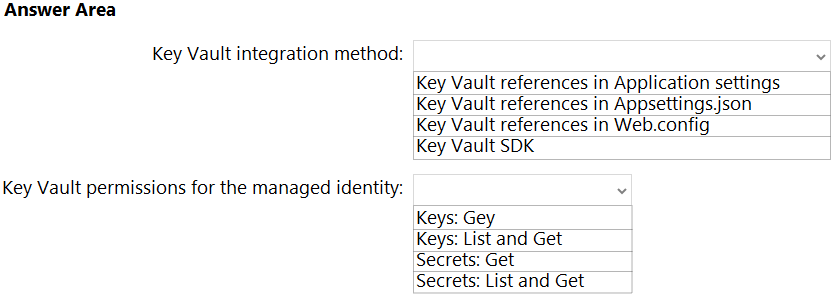 Answer Area
Key Vault integration method:
Key Vault references in Application settings
Key Vault references in Appsettings.json
Key Vault references in Web.config
Key Vault SDK
Key Vault permissions for the managed identity:
Keys: Gey
Keys: List and Get
Secrets: Get
Secrets: List and Get